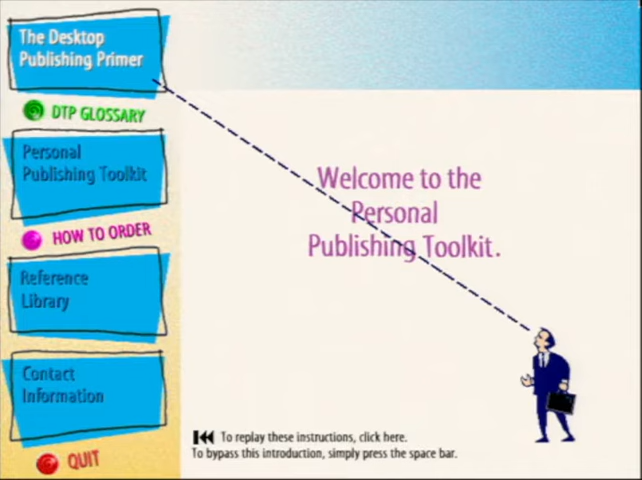 The Desktop
Publishing Primer
DTP GLOSSARY
Personal
Publishing Toolkit
HOW TO ORDER
Reference
Library
Contact
Information
QUIT
Welcome to the
Personal
Publishing Toolkit.
To replay these instructions, click here.
To bypass this introduction, simply press the space bar.